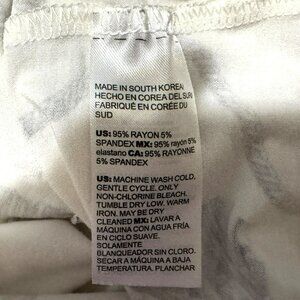 MADE IN SOUTH KOREA
HECHO EN COREA DEL SUR
FABRIQUÉ EN CORÉE DU
SUD
US: 95% RAYON 5%
SPANDEX MX: 95% rayón 5%
elastano CA: 95% RAYONNE
5% SPANDEX
US: MACHINE WASH COLD,
GENTLE CYCLE. ONLY
NON-CHLORINE BLEACH.
TUMBLE DRY LOW. WARM
IRON. MAY BE DRY
CLEANED MX: LAVAR A
MÁQUINA CON AGUA FRÍA
EN CICLO SUAVE.
SOLAMENTE
BLANQUEADOR SIN CLORO.
SECAR A MÁQUINA A BAJA
TEMPERATURA. PLANCHAR